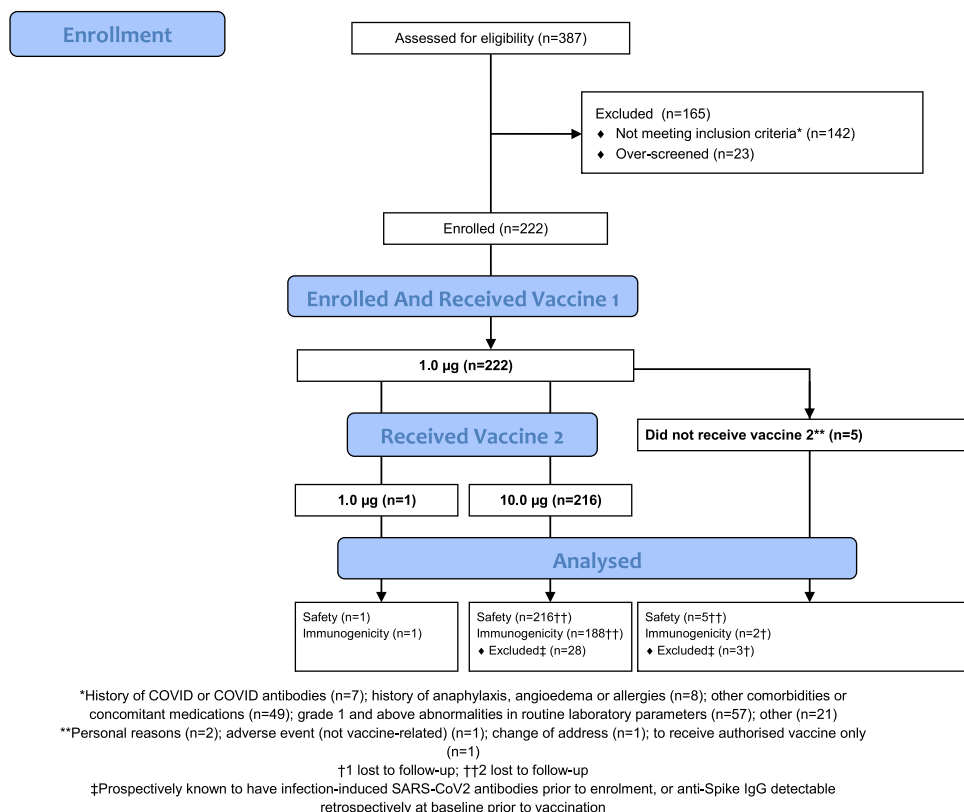 Enrollment
Assessed for eligibility (n=387)
Excluded (n=165)
♦ Not meeting inclusion criteria* (n=142)
♦ Over-screened (n=23)
Enrolled (n=222)
Enrolled And Received Vaccine 1
1.0 µg (n=222)
Received Vaccine 2
Did not receive vaccine 2** (n=5)
1.0 µg (n=1)
10.0 µg (n=216)
Analysed
Safety (n=1)
Immunogenicity (n=1)
Safety (n=216††)
Immunogenicity (n=188††)
♦ Excluded‡ (n=28)
Safety (n=5††)
Immunogenicity (n=2†)
♦ Excluded‡ (n=3†)
*History of COVID or COVID antibodies (n=7); history of anaphylaxis, angioedema or allergies (n=8); other comorbidities or
concomitant medications (n=49); grade 1 and above abnormalities in routine laboratory parameters (n=57); other (n=21)
**Personal reasons (n=2); adverse event (not vaccine-related) (n=1); change of address (n=1); to receive authorised vaccine only
(n=1)
†1 lost to follow-up; ††2 lost to follow-up
‡Prospectively known to have infection-induced SARS-CoV2 antibodies prior to enrolment, or anti-Spike IgG detectable
retrospectively at baseline prior to vaccination